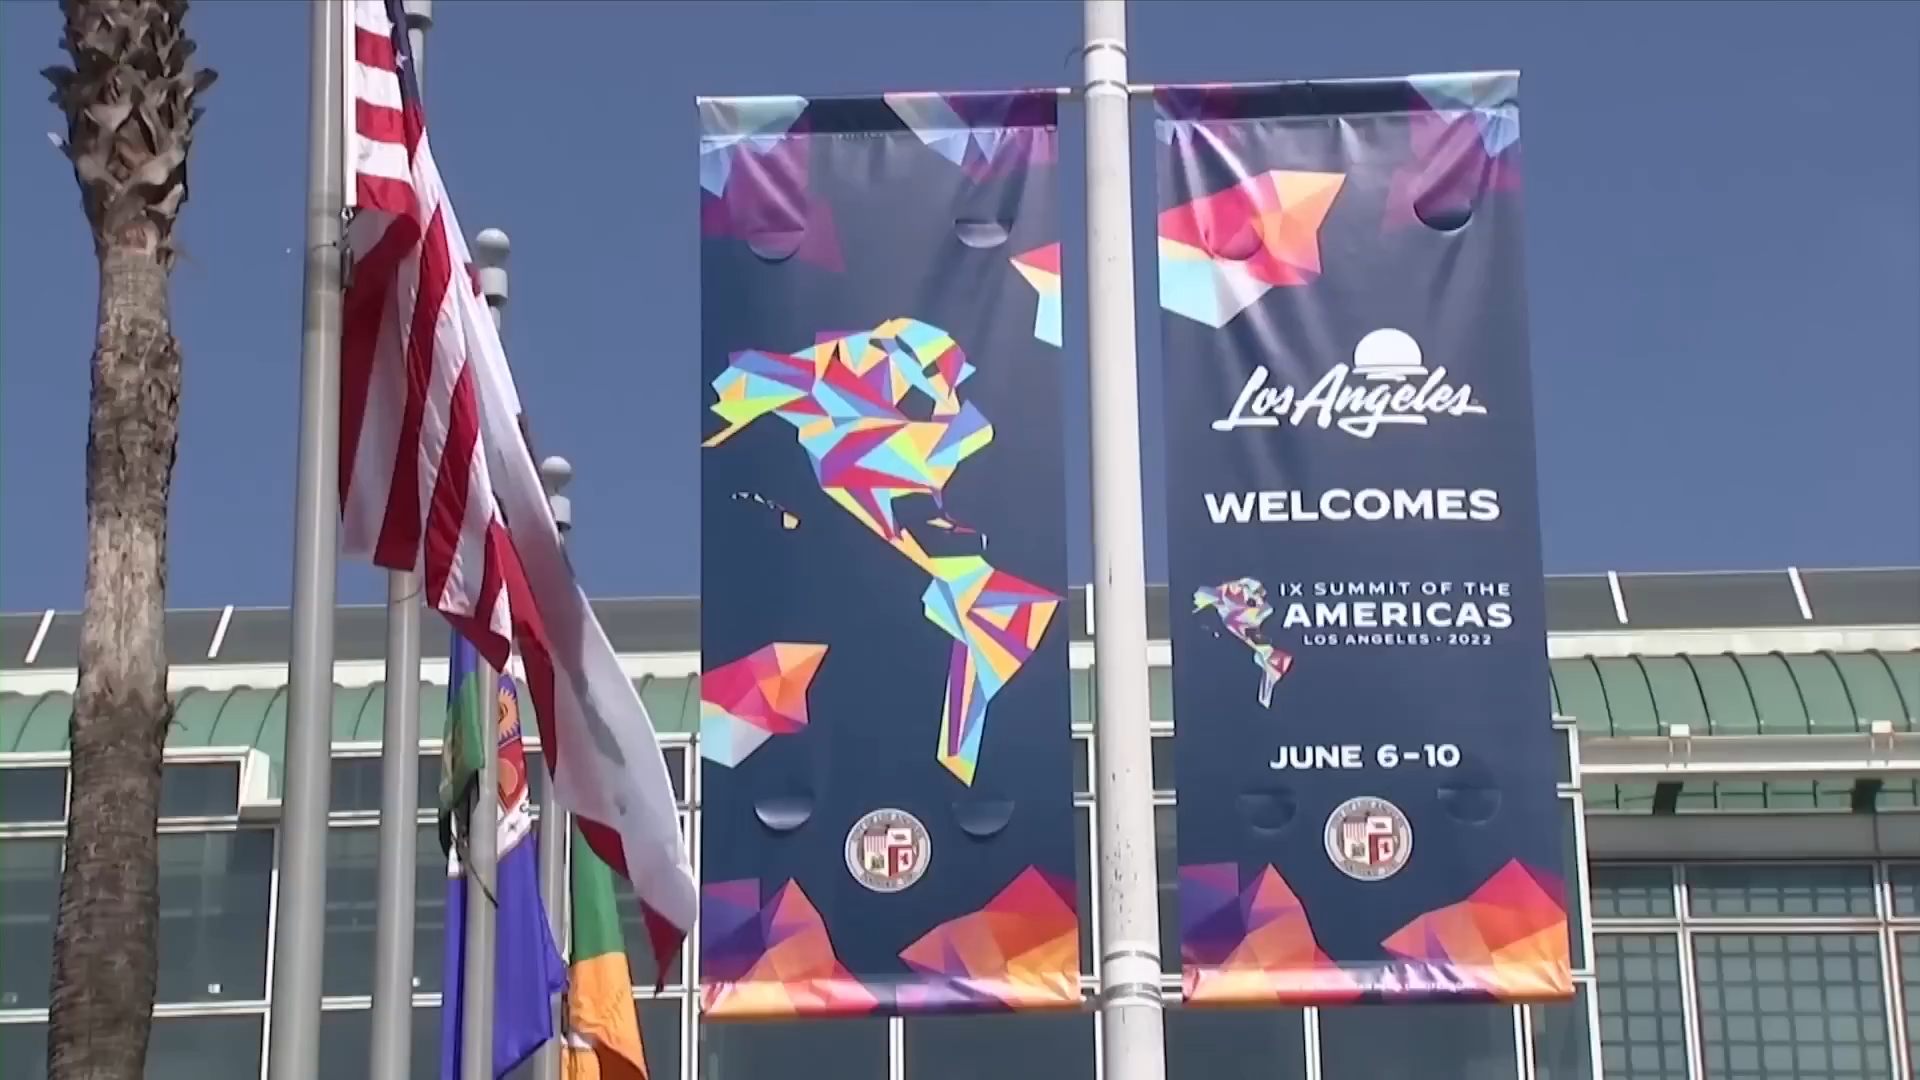 Los Angeles
WELCOMES
IX SUMMIT OF THE
AMERICAS
LOS ANGELES • 2022
JUNE 6-10